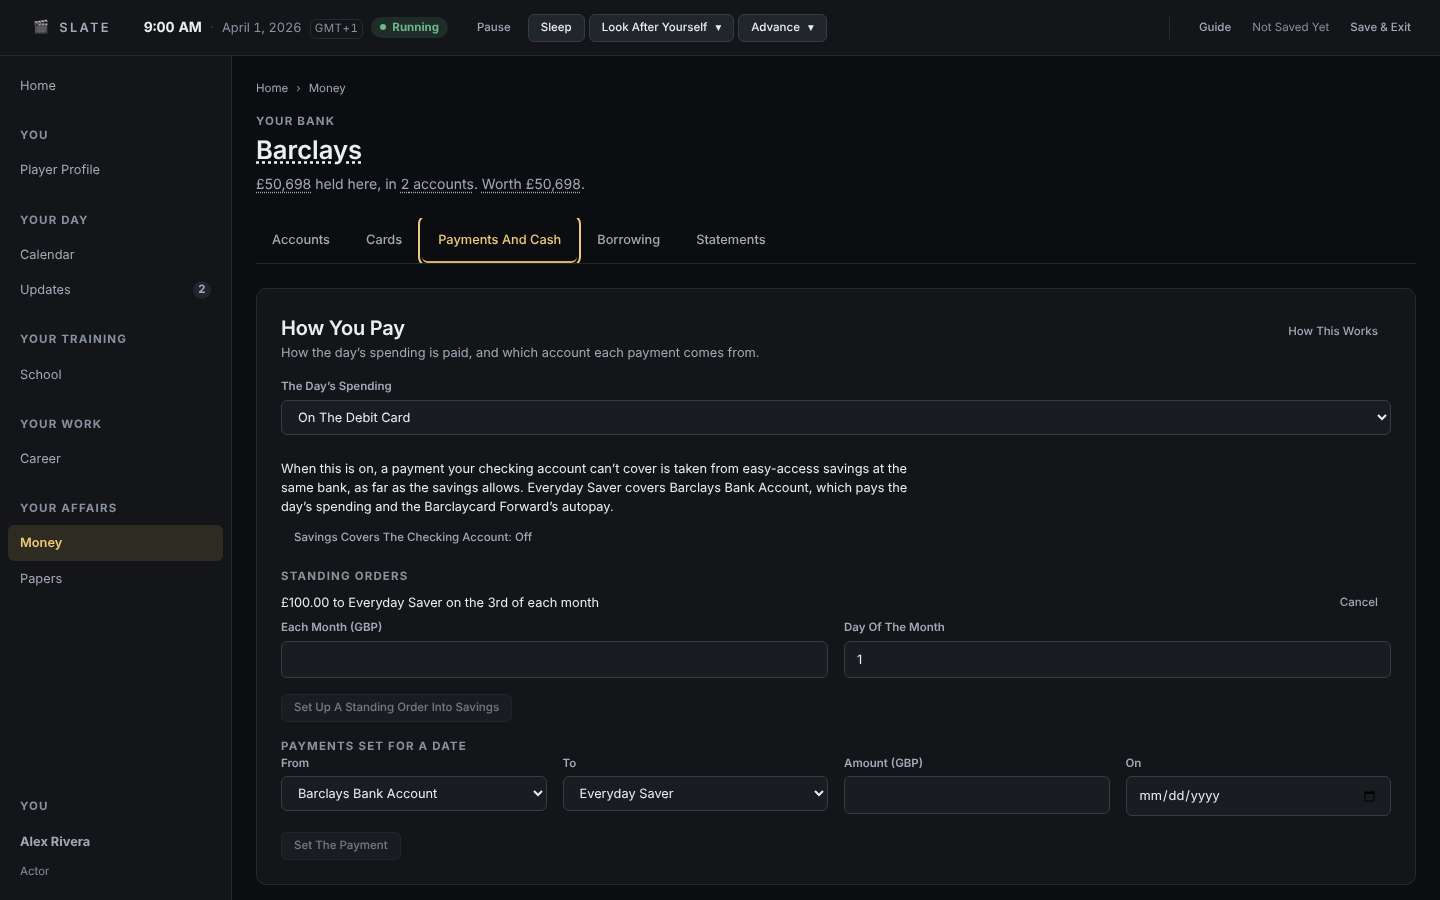 SLATE
9:00 AM · April 1, 2026 GMT+1 Running
Pause
Sleep
Look After Yourself ▾
Advance ▾
Guide
Not Saved Yet
Save & Exit
Home
YOU
Player Profile
YOUR DAY
Calendar
Updates 2
YOUR TRAINING
School
YOUR WORK
Career
YOUR AFFAIRS
Money
Papers
YOU
Alex Rivera
Actor
Home › Money
YOUR BANK
Barclays
£50,698 held here, in 2 accounts. Worth £50,698.
Accounts
Cards
Payments And Cash
Borrowing
Statements
How You Pay
How This Works
How the day’s spending is paid, and which account each payment comes from.
The Day’s Spending
On The Debit Card
When this is on, a payment your checking account can’t cover is taken from easy-access savings at the
same bank, as far as the savings allows. Everyday Saver covers Barclays Bank Account, which pays the
day’s spending and the Barclaycard Forward’s autopay.
Savings Covers The Checking Account: Off
STANDING ORDERS
£100.00 to Everyday Saver on the 3rd of each month
Cancel
Each Month (GBP)
Day Of The Month
1
Set Up A Standing Order Into Savings
PAYMENTS SET FOR A DATE
From
To
Amount (GBP)
On
Barclays Bank Account
Everyday Saver
mm/dd/yyyy
Set The Payment